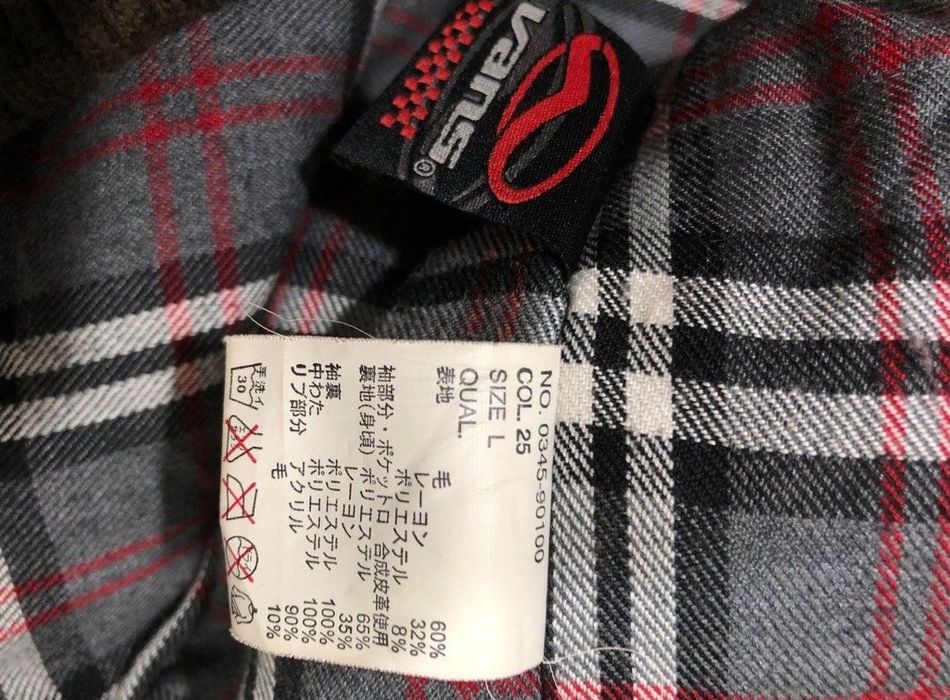 vans®
NO. 0345-90100
COL. 25
SIZE L
QUAL.
表地 毛 60%
レーヨン 32%
ポリエステル 8%
袖部分・ポケット口 合成皮革使用
裏地(身頃) ポリエステル 65%
レーヨン 35%
袖裏 ポリエステル 100%
中わた ポリエステル 100%
リブ部分 アクリル 90%
毛 10%
手洗イ
30